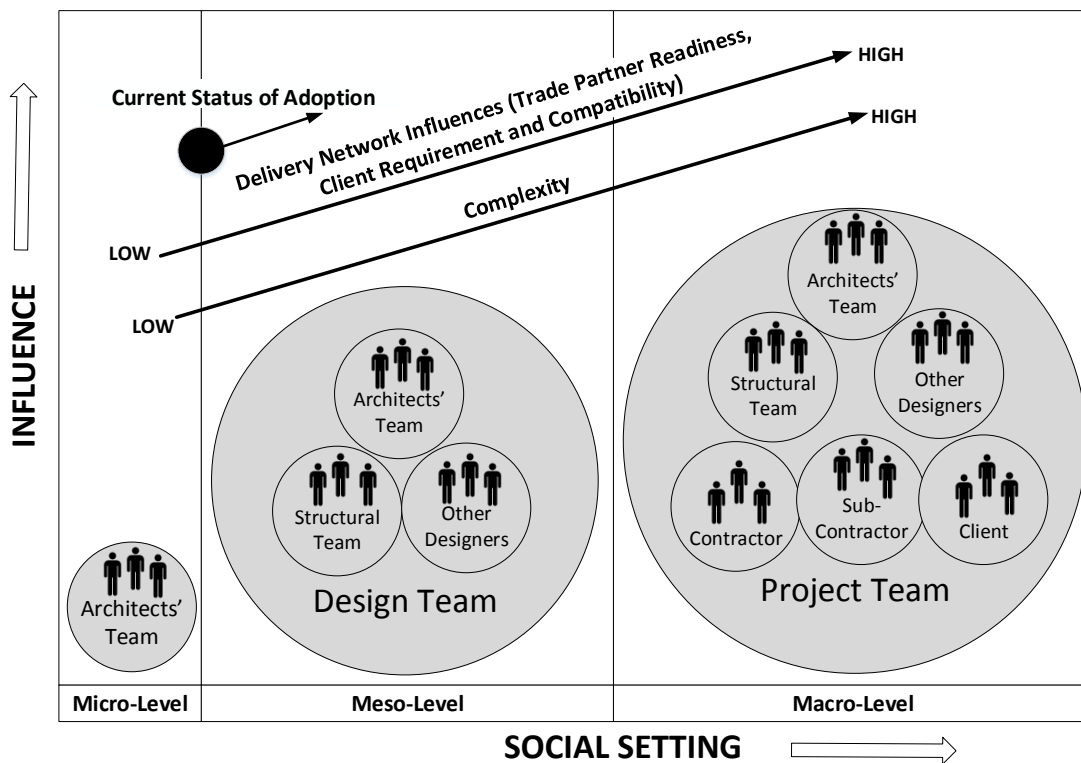 Current Status of Adoption
Delivery Network Influences (Trade Partner Readiness,
Client Requirement and Compatibility)
HIGH
HIGH
Complexity
LOW
LOW
INFLUENCE
Architects’
Team
Architects’
Team
Structural
Team
Other
Designers
Design Team
Architects’
Team
Structural
Team
Other
Designers
Contractor
Sub-
Contractor
Client
Project Team
Micro-Level
Meso-Level
Macro-Level
SOCIAL SETTING